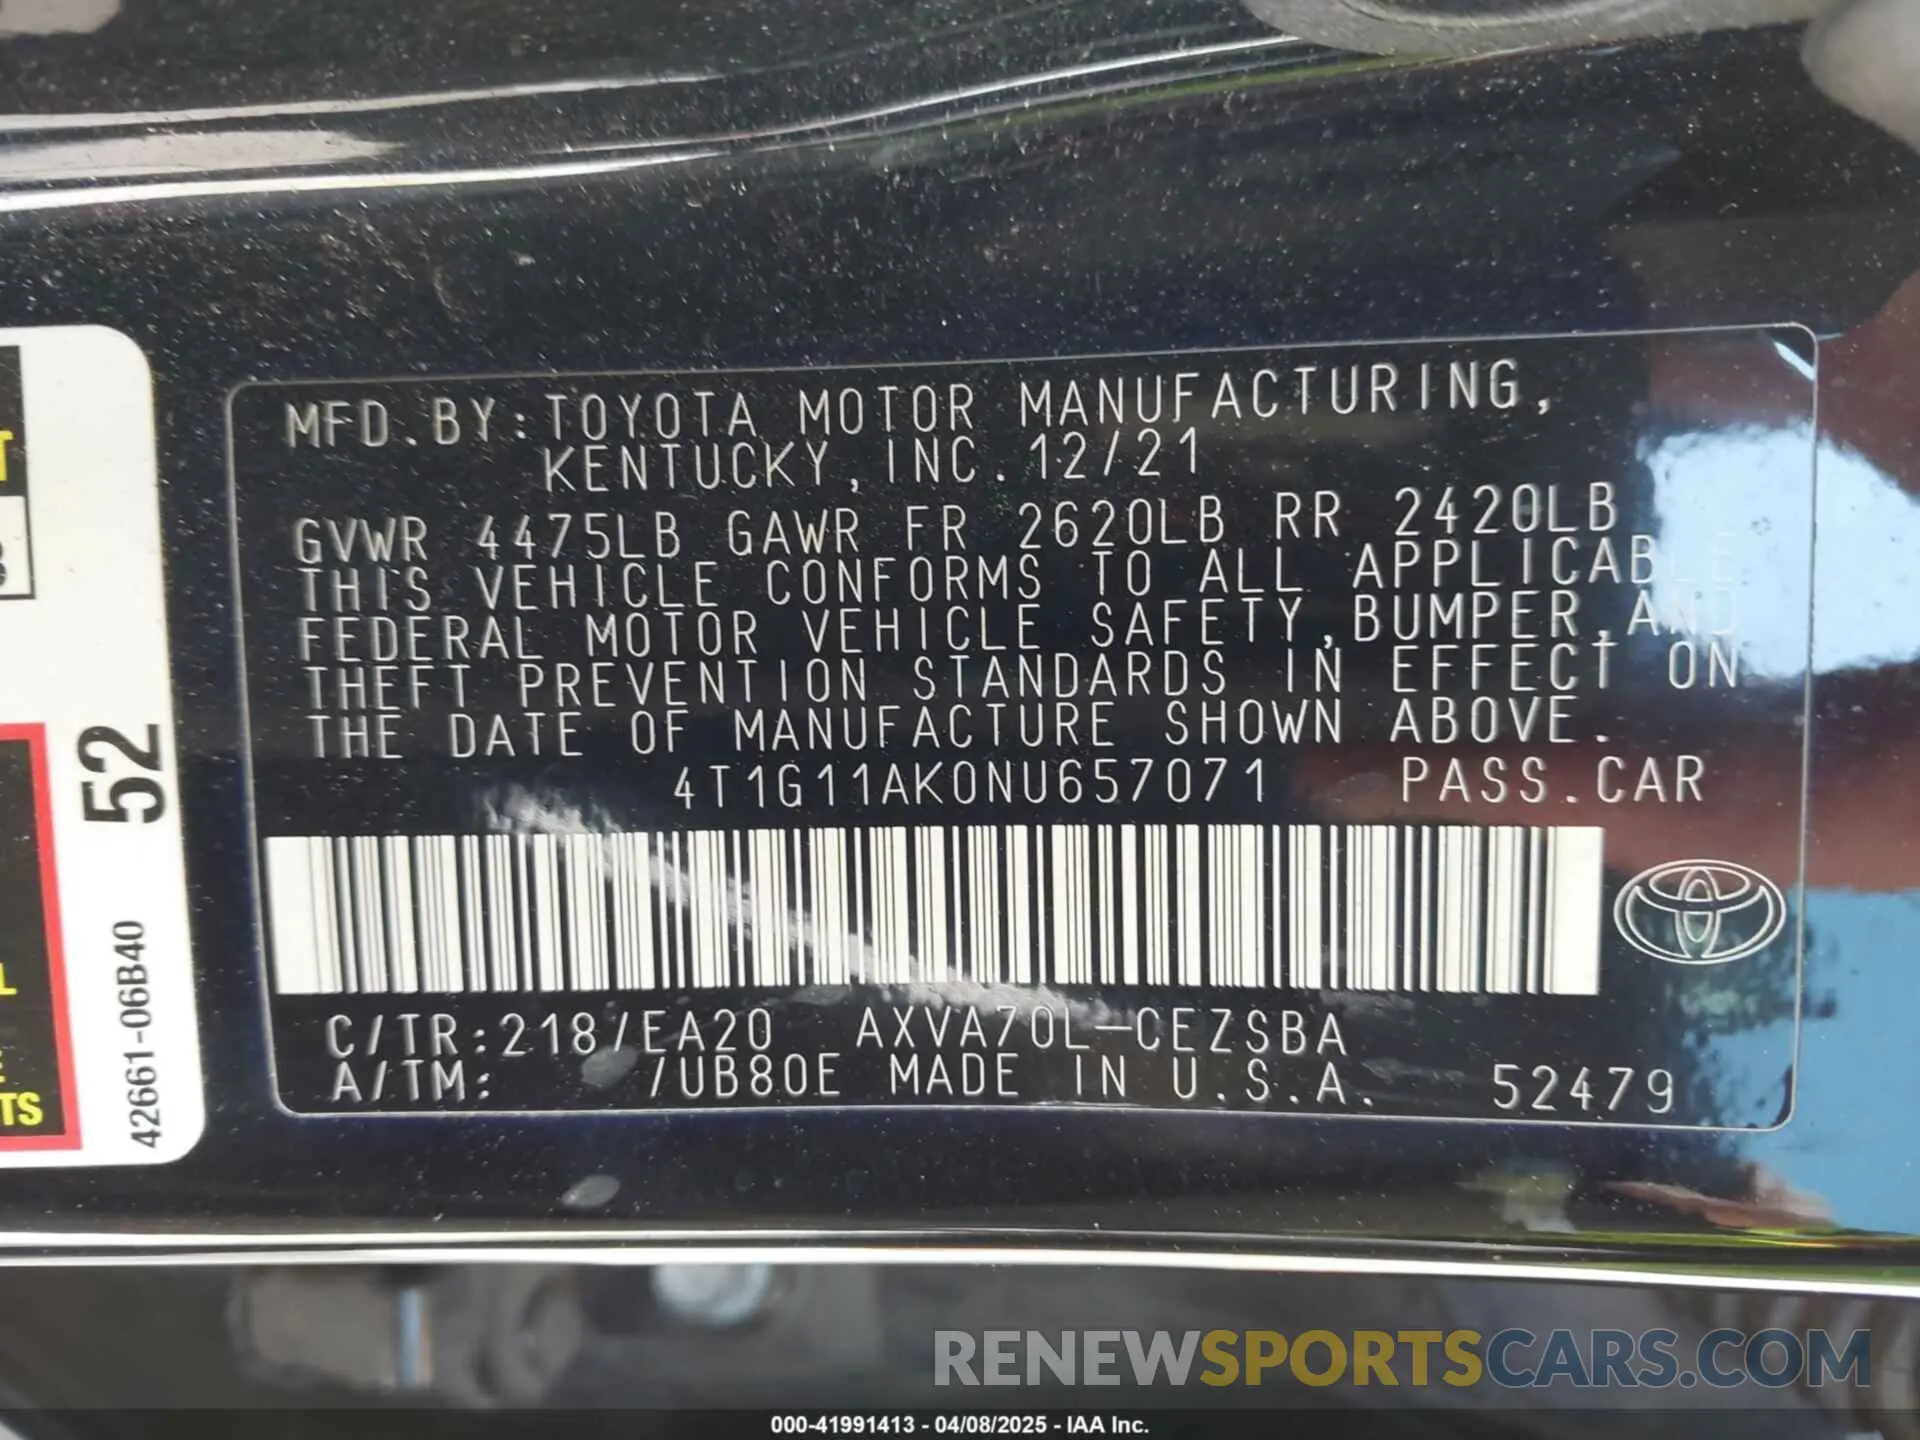 MFD.BY:TOYOTA MOTOR MANUFACTURING,
KENTUCKY, INC. 12/21
GVWR 4475LB GAWR FR 2620LB RR 2420LB
THIS VEHICLE CONFORMS TO ALL APPLICABLE
FEDERAL MOTOR VEHICLE SAFETY, BUMPER, AND
THEFT PREVENTION STANDARDS IN EFFECT ON
THE DATE OF MANUFACTURE SHOWN ABOVE.
4T1G11AK0NU657071 PASS.CAR
C/TR:218/EA20 AXVA70L-CEZSBA
A/TM: /UB80E MADE IN U.S.A. 52479
52
42661-06B40
RENEWSPORTSCARS.COM
000-41991413 - 04/08/2025 - IAA Inc.